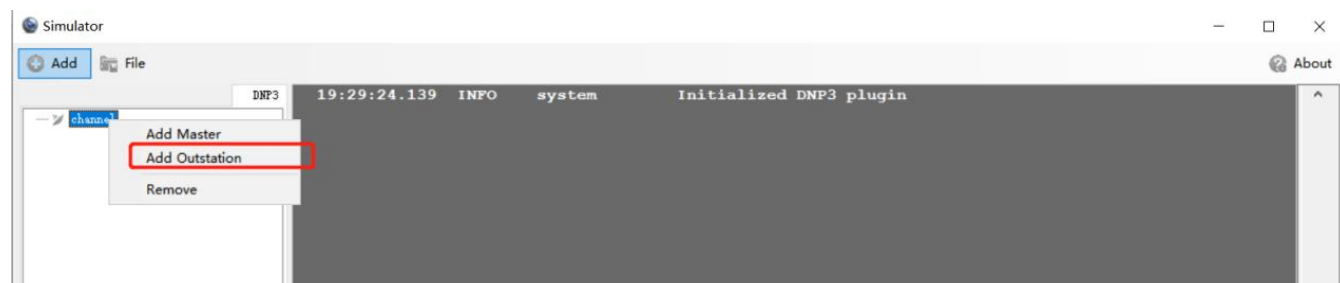 Simulator
Add File About
DNP3
19:29:24.139 INFO system Initialized DNP3 plugin
channel
Add Master
Add Outstation
Remove